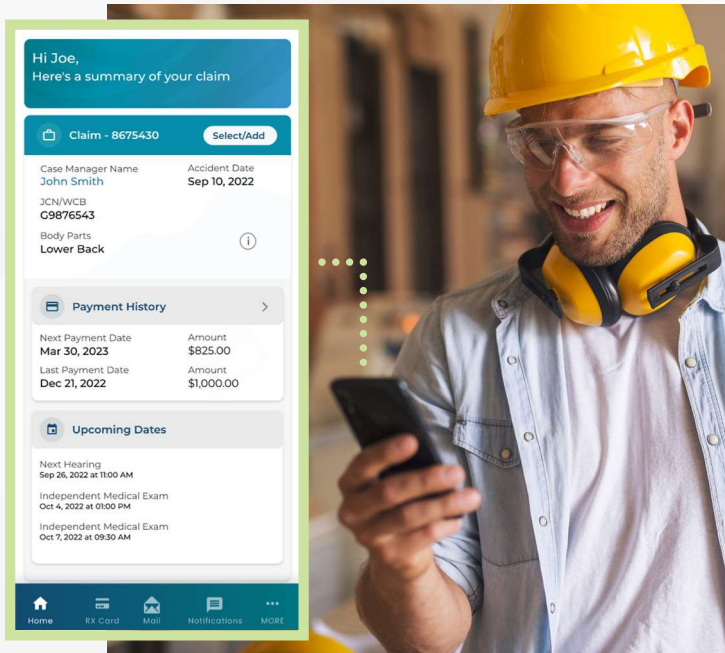 Hi Joe,
Here's a summary of your claim
Claim - 8675430
Select/Add
Case Manager Name
John Smith
Accident Date
Sep 10, 2022
JCN/WCB
G9876543
Body Parts
Lower Back
Payment History
Next Payment Date
Mar 30, 2023
Amount
$825.00
Last Payment Date
Dec 21, 2022
Amount
$1,000.00
Upcoming Dates
Next Hearing
Sep 26, 2022 at 11:00 AM
Independent Medical Exam
Oct 4, 2022 at 01:00 PM
Independent Medical Exam
Oct 7, 2022 at 09:30 AM
Home
RX Card
Mail
Notifications
MORE